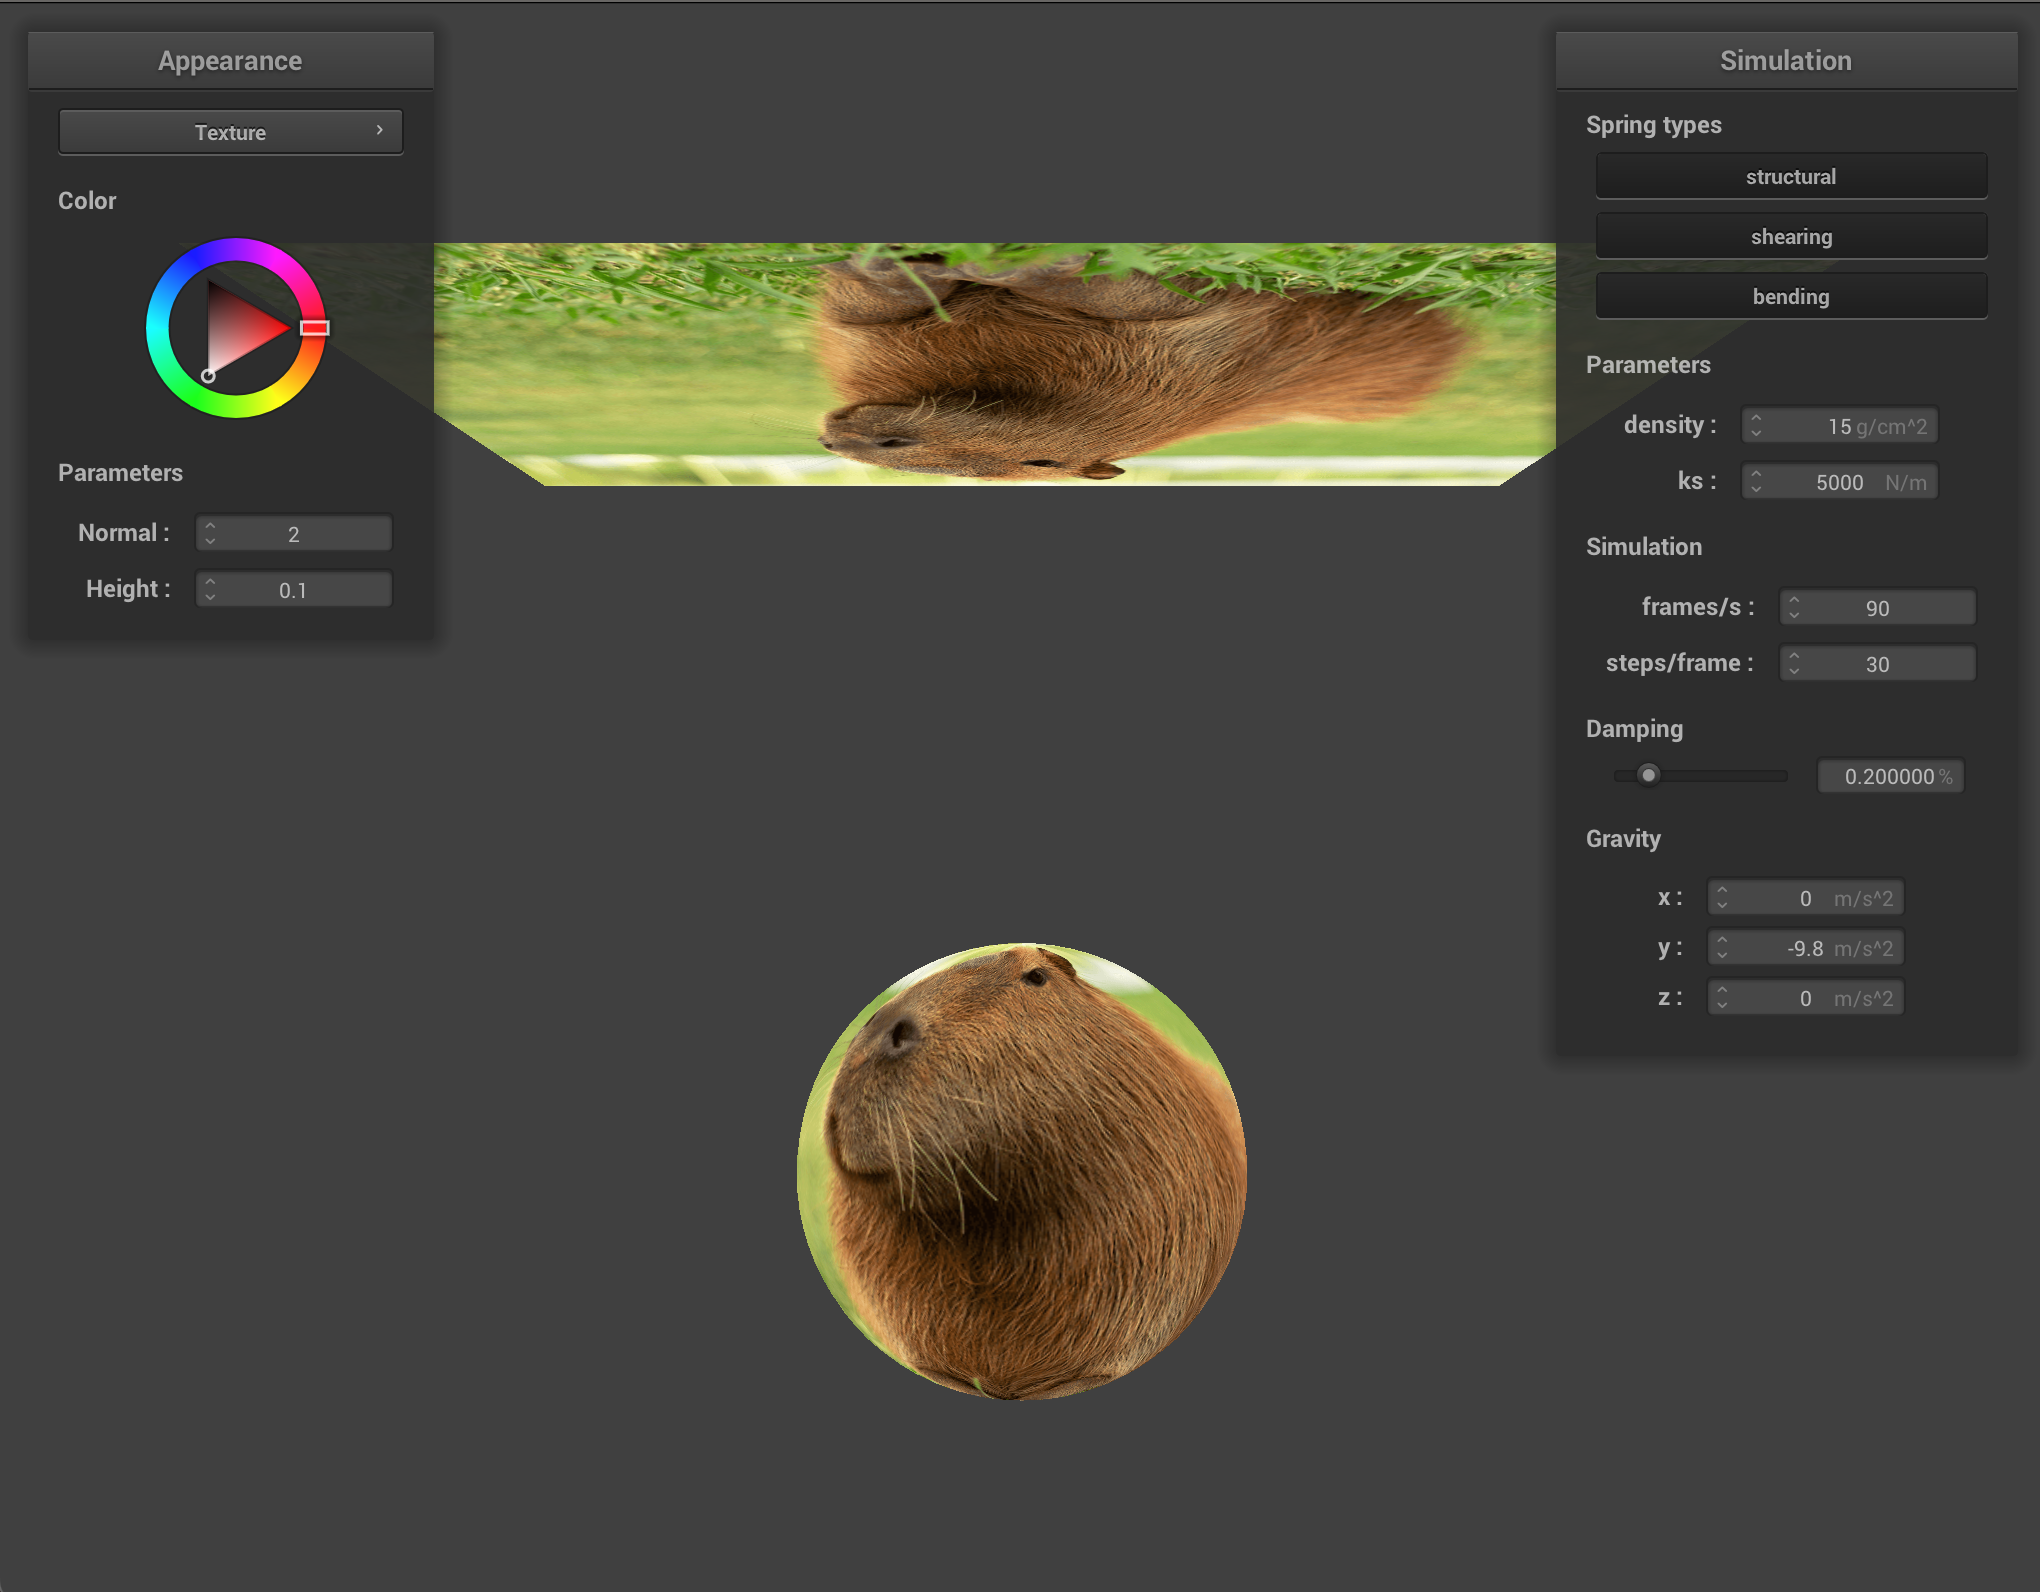 Appearance
Texture
Color
Parameters
Normal : 2
Height : 0.1
Simulation
Spring types
structural
shearing
bending
Parameters
density : 15 g/cm^2
ks : 5000 N/m
Simulation
frames/s : 90
steps/frame : 30
Damping
0.200000 %
Gravity
x : 0 m/s^2
y : -9.8 m/s^2
z : 0 m/s^2